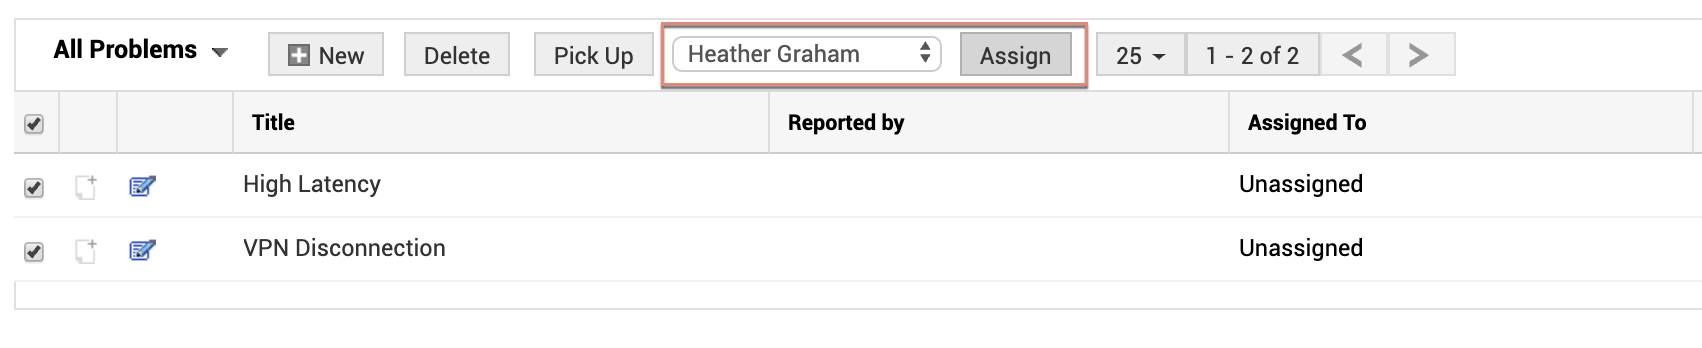 All Problems New Delete Pick Up Heather Graham Assign 25 1 - 2 of 2
Title Reported by Assigned To
High Latency Unassigned
VPN Disconnection Unassigned